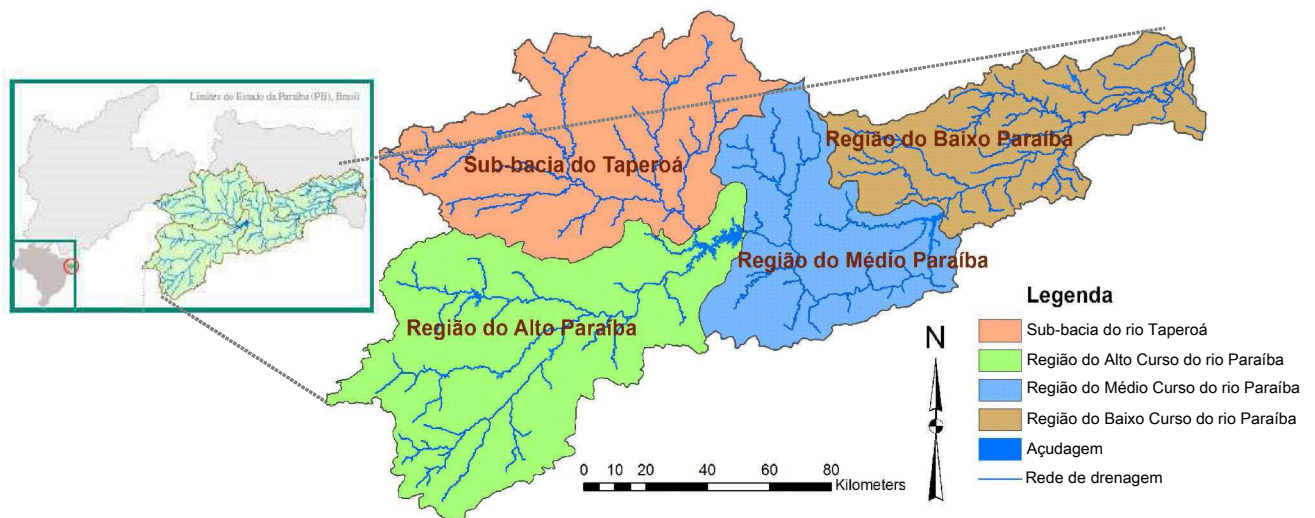 Limites do Estado da Paraíba (PB), Brasil
Sub-bacia do Taperoá
Região do Baixo Paraíba
Região do Médio Paraíba
Região do Alto Paraíba
N
Legenda
Sub-bacia do rio Taperoá
Região do Alto Curso do rio Paraíba
Região do Médio Curso do rio Paraíba
Região do Baixo Curso do rio Paraíba
Açudagem
Rede de drenagem
0 5 10 20 40 60 80
Kilometers